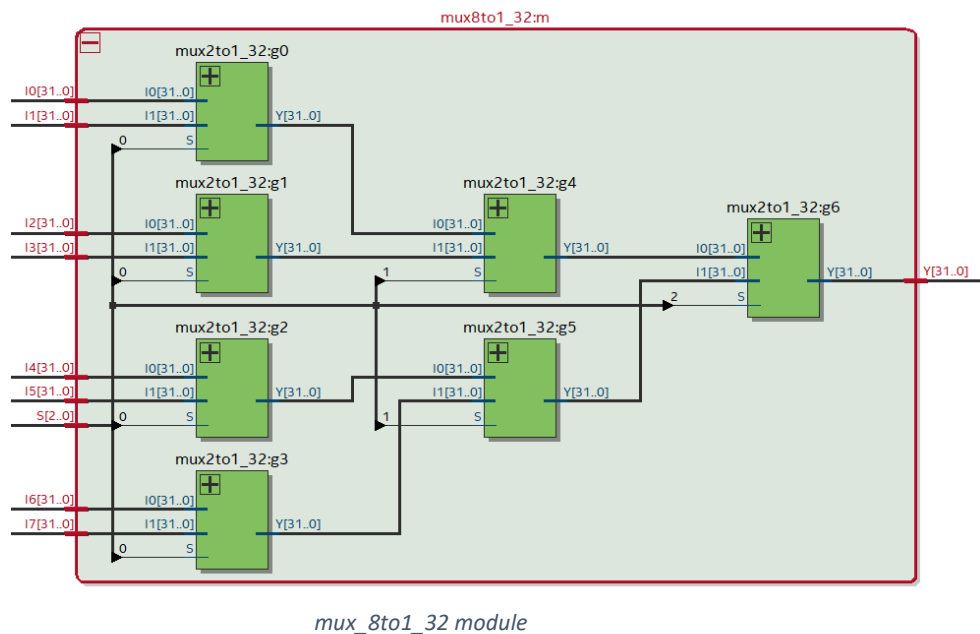 mux8to1_32:m
mux2to1_32:g0
I0[31..0] I0[31..0]
I1[31..0] I1[31..0] Y[31..0]
0 S
mux2to1_32:g1 mux2to1_32:g4
mux2to1_32:g6
I2[31..0] I0[31..0] I0[31..0]
I3[31..0] I1[31..0] Y[31..0] I1[31..0] Y[31..0] I0[31..0]
0 S 1 S I1[31..0] Y[31..0] Y[31..0]
2 S
mux2to1_32:g2 mux2to1_32:g5
I4[31..0] I0[31..0] I0[31..0]
I5[31..0] I1[31..0] Y[31..0] I1[31..0] Y[31..0]
S[2..0] 0 S 1 S
mux2to1_32:g3
I6[31..0] I0[31..0]
I7[31..0] I1[31..0] Y[31..0]
0 S
mux_8to1_32 module